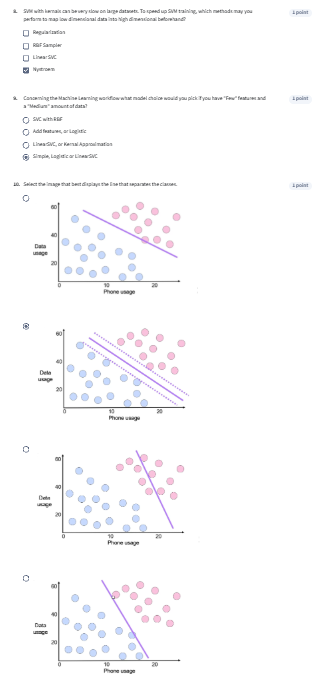 8. SVM with kernals can be very slow on large datasets. To speed up SVM training, which methods may you
perform to map low dimensional data into high dimensional beforehand?
1 point
Regularization
RBF Sampler
Linear SVC
Nystroem
9. Concerning the Machine Learning workflow what model choice would you pick if you have "Few" features and
a "Medium" amount of data?
1 point
SVC with RBF
Add features, or Logistic
LinearSVC, or Kernal Approximation
Simple, Logistic or LinearSVC
10. Select the image that best displays the line that separates the classes.
1 point
60
40
Data
usage
20
0 10 20
Phone usage
60
40
Data
usage
20
0 10 20
Phone usage
60
40
Data
usage
20
0 10 20
Phone usage
60
40
Data
usage
20
0 10 20
Phone usage